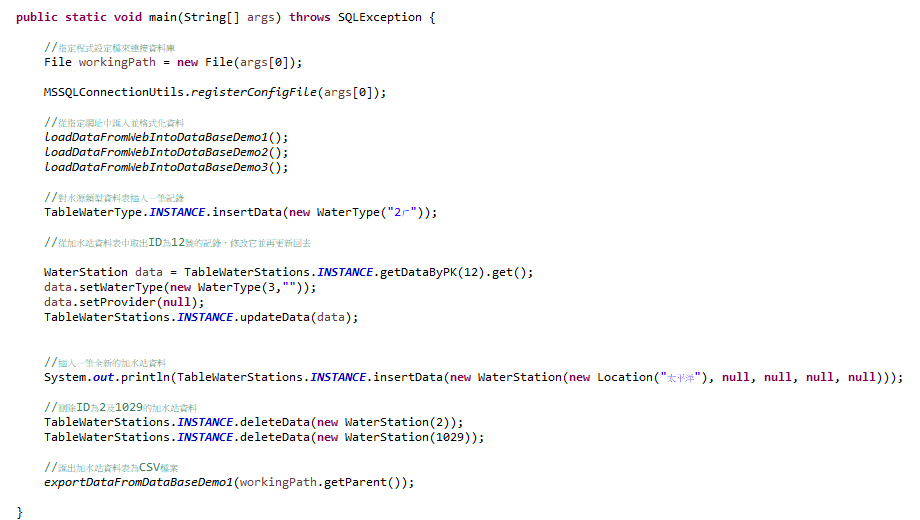 public static void main(String[] args) throws SQLException {
//指定程式設定檔來連接資料庫
File workingPath = new File(args[0]);
MSSQLConnectionUtils.registerConfigFile(args[0]);
//從指定網址中匯入並格式化資料
loadDataFromWebIntoDataBaseDemo1();
loadDataFromWebIntoDataBaseDemo2();
loadDataFromWebIntoDataBaseDemo3();
//對水源類型資料表插入一筆記錄
TableWaterType.INSTANCE.insertData(new WaterType("2ㄏ"));
//從加水站資料表中取出ID為12號的記錄，修改它並再更新回去
WaterStation data = TableWaterStations.INSTANCE.getDataByPK(12).get();
data.setWaterType(new WaterType(3,""));
data.setProvider(null);
TableWaterStations.INSTANCE.updateData(data);
//插入一筆全新的加水站資料
System.out.println(TableWaterStations.INSTANCE.insertData(new WaterStation(new Location("太平洋"), null, null, null, null)));
//刪除ID為2及1029的加水站資料
TableWaterStations.INSTANCE.deleteData(new WaterStation(2));
TableWaterStations.INSTANCE.deleteData(new WaterStation(1029));
//匯出加水站資料表為CSV檔案
exportDataFromDataBaseDemo1(workingPath.getParent());
}